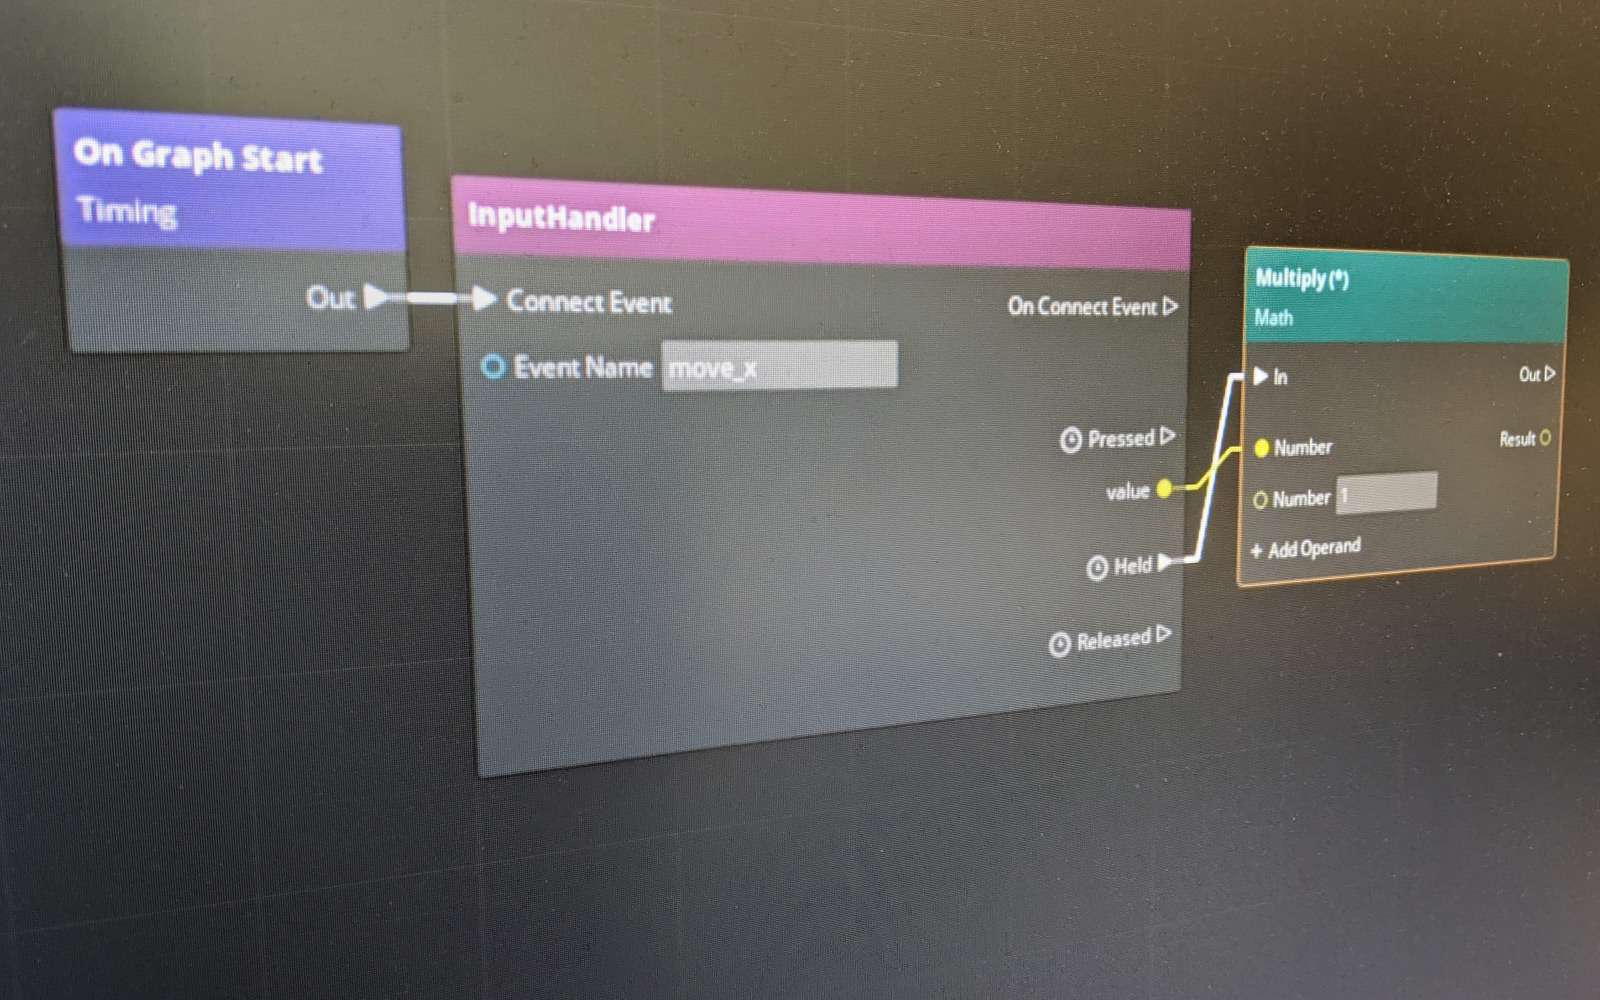 On Graph Start
Timing
Out
InputHandler
Connect Event
On Connect Event
Event Name move_x
Pressed
value
Held
Released
Multiply (*)
Math
In
Out
Number
Result
Number 1
+ Add Operand